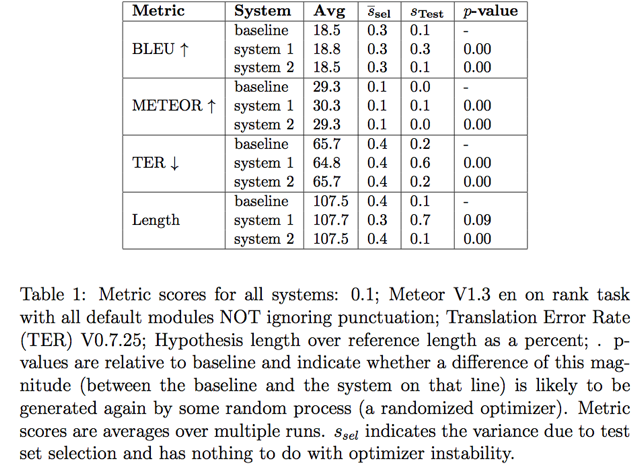 Metric System Avg s̅sel sTest p-value
baseline 18.5 0.3 0.1 -
BLEU ↑ system 1 18.8 0.3 0.3 0.00
system 2 18.5 0.3 0.1 0.00
baseline 29.3 0.1 0.0 -
METEOR ↑ system 1 30.3 0.1 0.1 0.00
system 2 29.3 0.1 0.0 0.00
baseline 65.7 0.4 0.2 -
TER ↓ system 1 64.8 0.4 0.6 0.00
system 2 65.7 0.4 0.2 0.00
baseline 107.5 0.4 0.1 -
Length system 1 107.7 0.3 0.7 0.09
system 2 107.5 0.4 0.1 0.00
Table 1: Metric scores for all systems: 0.1; Meteor V1.3 en on rank task
with all default modules NOT ignoring punctuation; Translation Error Rate
(TER) V0.7.25; Hypothesis length over reference length as a percent; . p-
values are relative to baseline and indicate whether a difference of this mag-
nitude (between the baseline and the system on that line) is likely to be
generated again by some random process (a randomized optimizer). Metric
scores are averages over multiple runs. ssel indicates the variance due to test
set selection and has nothing to do with optimizer instability.